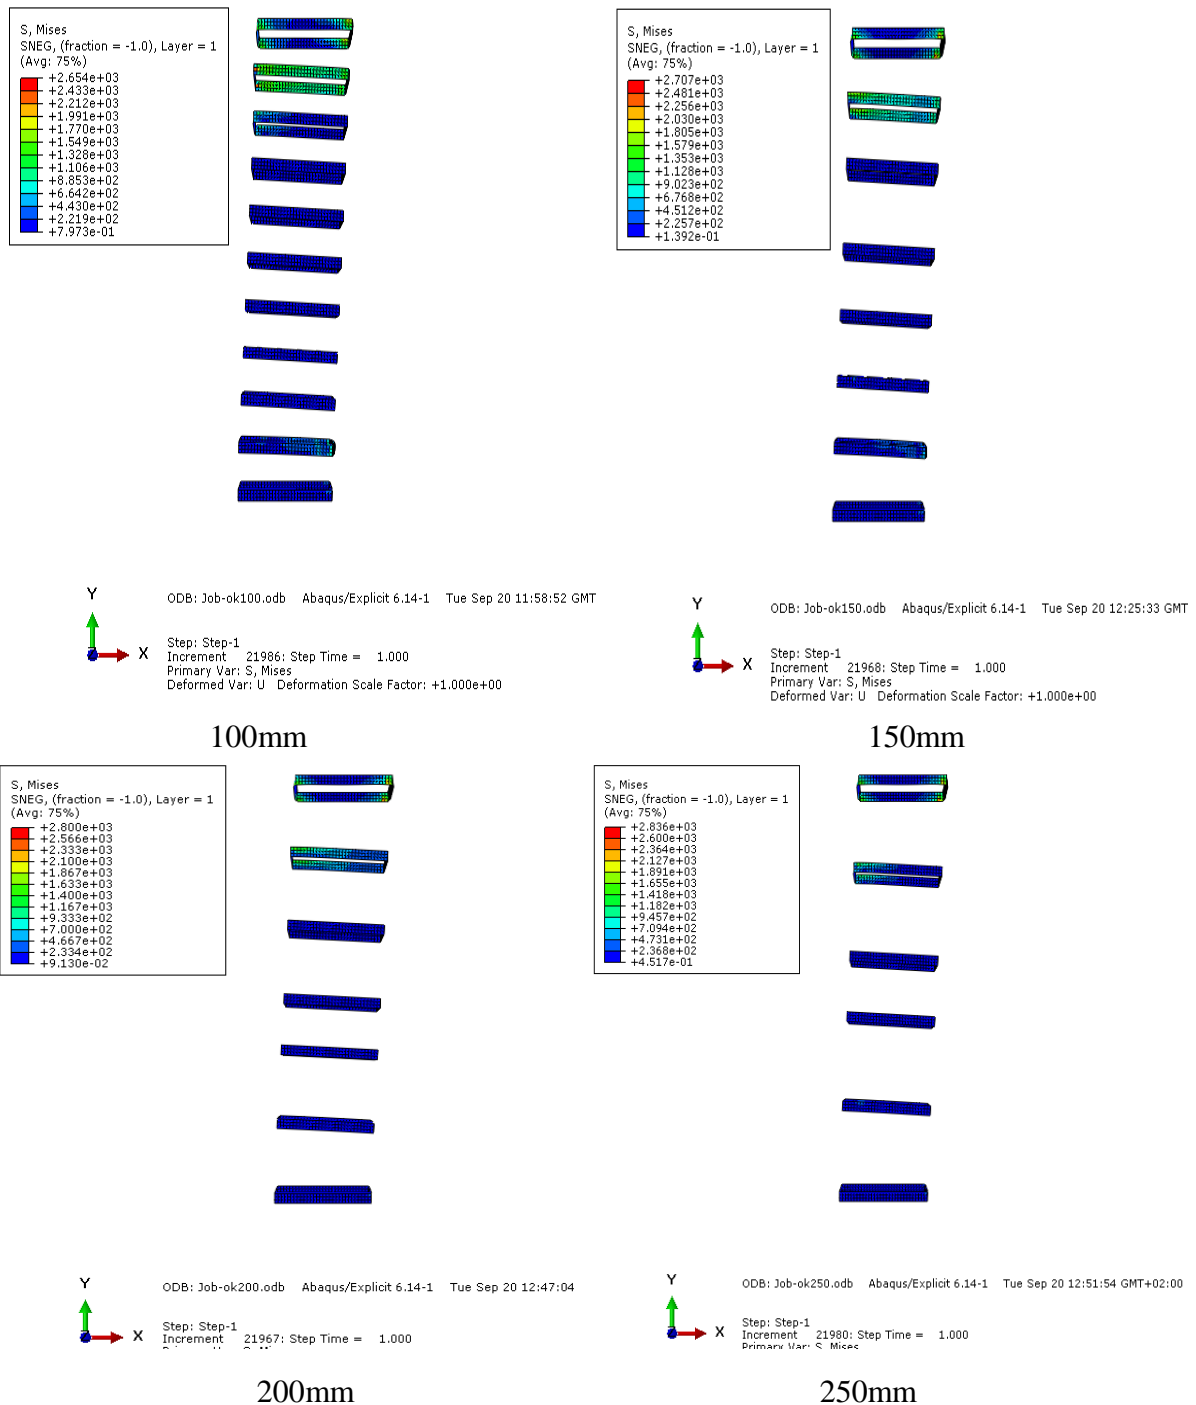 S, Mises
SNEG, (fraction = -1.0), Layer = 1
(Avg: 75%)
+2.654e+03
+2.433e+03
+2.212e+03
+1.991e+03
+1.770e+03
+1.549e+03
+1.328e+03
+1.106e+03
+8.853e+02
+6.642e+02
+4.430e+02
+2.219e+02
+7.973e-01
Y
X
ODB: Job-ok100.odb Abaqus/Explicit 6.14-1 Tue Sep 20 11:58:52 GMT
Step: Step-1
Increment 21986: Step Time = 1.000
Primary Var: S, Mises
Deformed Var: U Deformation Scale Factor: +1.000e+00
100mm
S, Mises
SNEG, (fraction = -1.0), Layer = 1
(Avg: 75%)
+2.707e+03
+2.481e+03
+2.256e+03
+2.030e+03
+1.805e+03
+1.579e+03
+1.353e+03
+1.128e+03
+9.023e+02
+6.768e+02
+4.512e+02
+2.257e+02
+1.392e-01
Y
X
ODB: Job-ok150.odb Abaqus/Explicit 6.14-1 Tue Sep 20 12:25:33 GMT
Step: Step-1
Increment 21968: Step Time = 1.000
Primary Var: S, Mises
Deformed Var: U Deformation Scale Factor: +1.000e+00
150mm
S, Mises
SNEG, (fraction = -1.0), Layer = 1
(Avg: 75%)
+2.800e+03
+2.566e+03
+2.333e+03
+2.100e+03
+1.867e+03
+1.633e+03
+1.400e+03
+1.167e+03
+9.333e+02
+7.000e+02
+4.667e+02
+2.334e+02
+9.130e-02
Y
X
ODB: Job-ok200.odb Abaqus/Explicit 6.14-1 Tue Sep 20 12:47:04
Step: Step-1
Increment 21967: Step Time = 1.000
200mm
S, Mises
SNEG, (fraction = -1.0), Layer = 1
(Avg: 75%)
+2.836e+03
+2.600e+03
+2.364e+03
+2.127e+03
+1.891e+03
+1.655e+03
+1.418e+03
+1.182e+03
+9.457e+02
+7.094e+02
+4.731e+02
+2.368e+02
+4.517e-01
Y
X
ODB: Job-ok250.odb Abaqus/Explicit 6.14-1 Tue Sep 20 12:51:54 GMT+02:00
Step: Step-1
Increment 21980: Step Time = 1.000
Primary Var: S, Mises
250mm